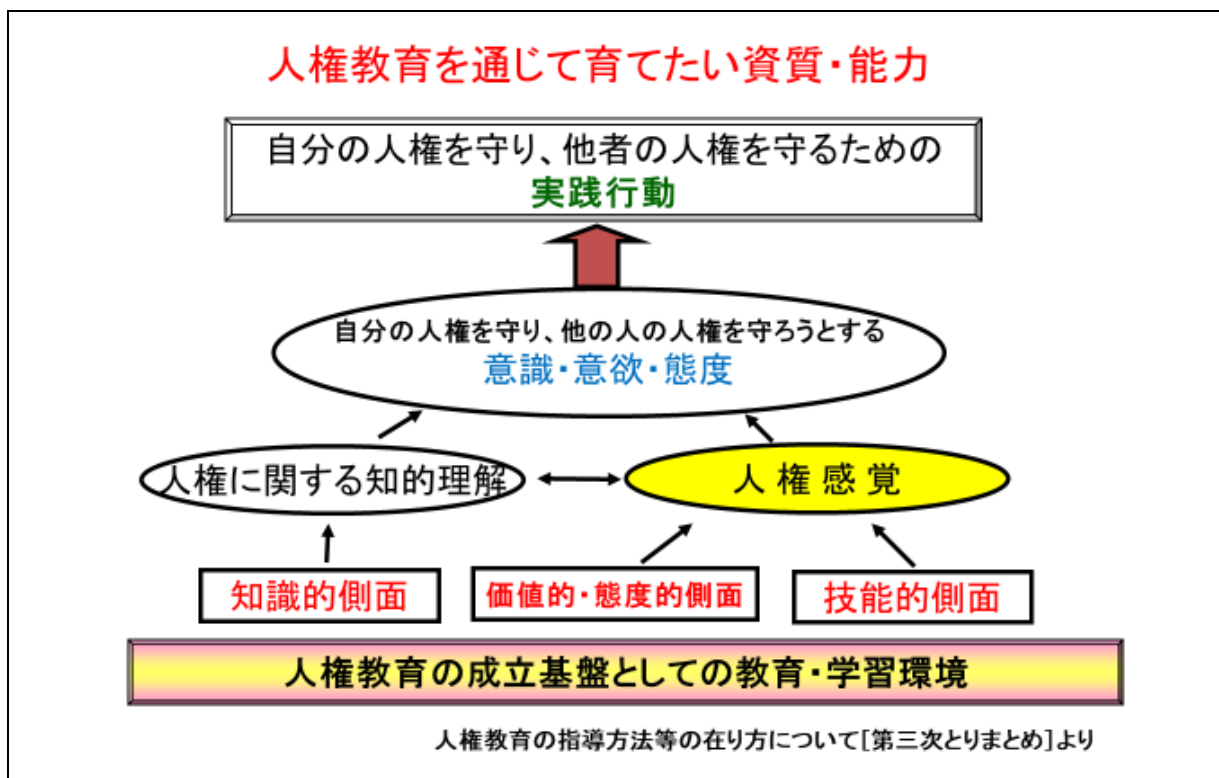 人権教育を通じて育てたい資質・能力
自分の人権を守り、他者の人権を守るための
実践行動
自分の人権を守り、他の人の人権を守ろうとする
意識・意欲・態度
人権に関する知的理解
人権感覚
知識的側面
価値的・態度的側面
技能的側面
人権教育の成立基盤としての教育・学習環境
人権教育の指導方法等の在り方について[第三次とりまとめ]より